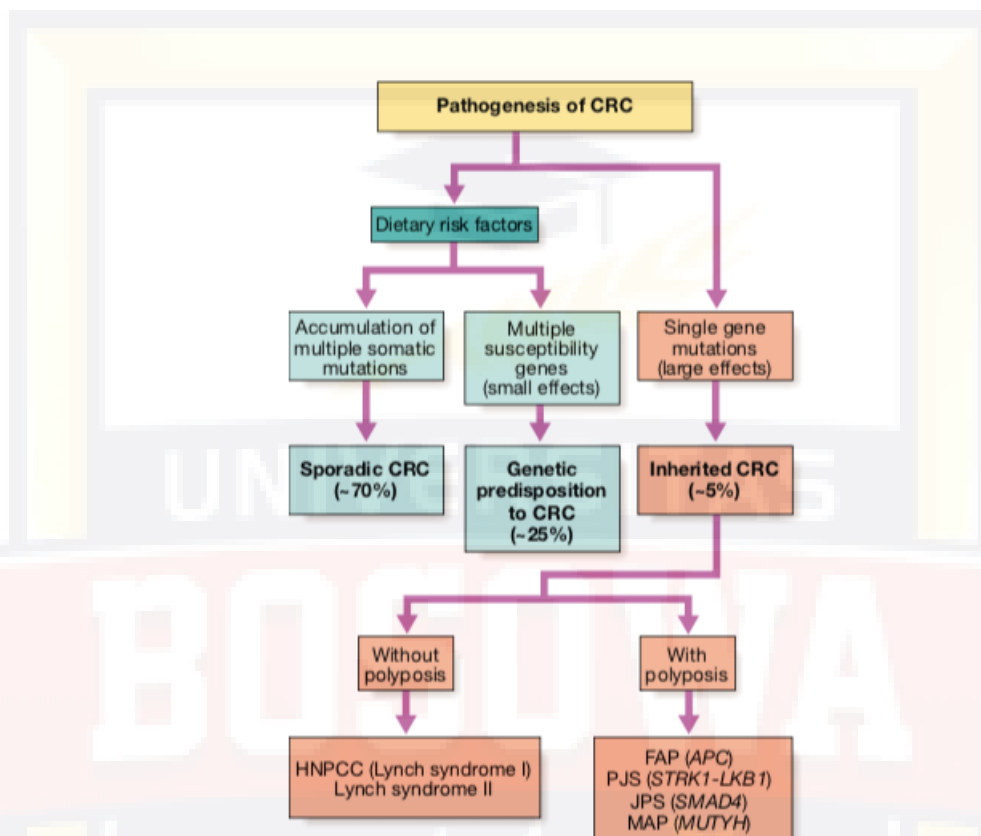 Pathogenesis of CRC
Dietary risk factors
Accumulation of
multiple somatic
mutations
Multiple
susceptibility
genes
(small effects)
Single gene
mutations
(large effects)
Sporadic CRC
(~70%)
Genetic
predisposition
to CRC
(~25%)
Inherited CRC
(~5%)
UNIVERSITAS
BOSOWA
Without
polyposis
With
polyposis
HNPCC (Lynch syndrome I)
Lynch syndrome II
FAP (APC)
PJS (STRK1-LKB1)
JPS (SMAD4)
MAP (MUTYH)